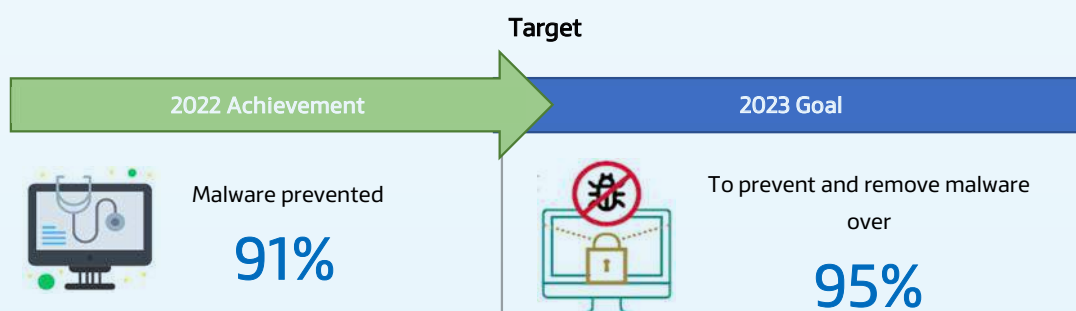 Target
2022 Achievement
2023 Goal
Malware prevented
91%
To prevent and remove malware
over
95%